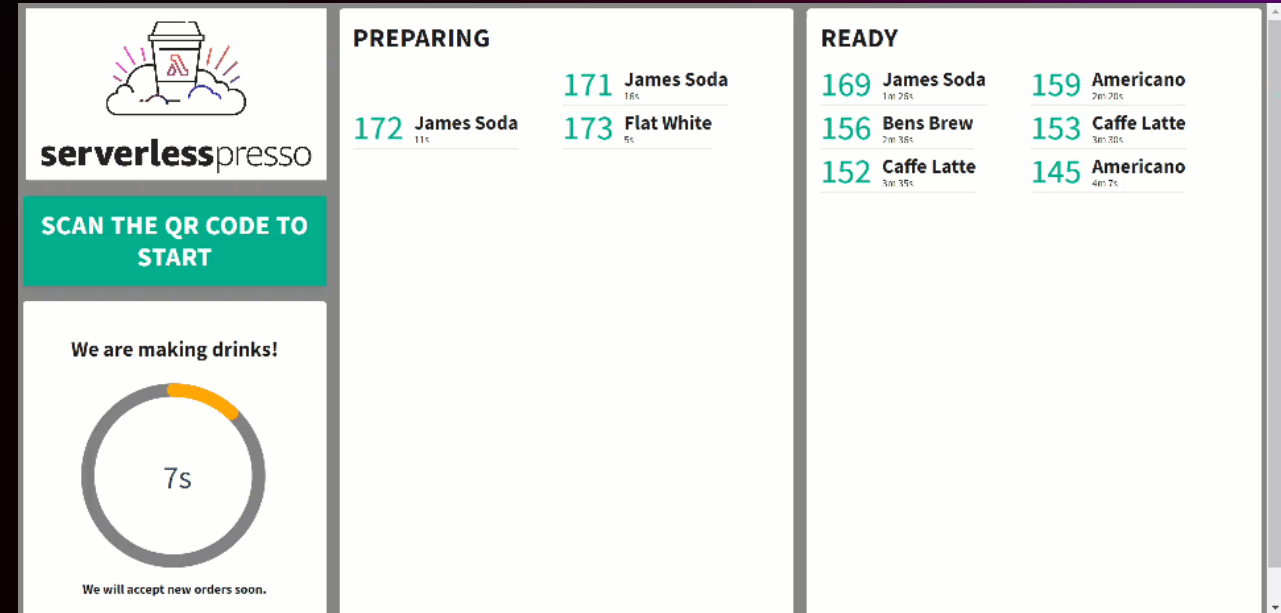 serverlesspresso
SCAN THE QR CODE TO
START
We are making drinks!
7s
We will accept new orders soon.
PREPARING
171 James Soda
16s
172 James Soda
11s
173 Flat White
5s
READY
169 James Soda
1m 26s
159 Americano
2m 20s
156 Bens Brew
2m 36s
153 Caffe Latte
3m 30s
152 Caffe Latte
3m 35s
145 Americano
4m 7s